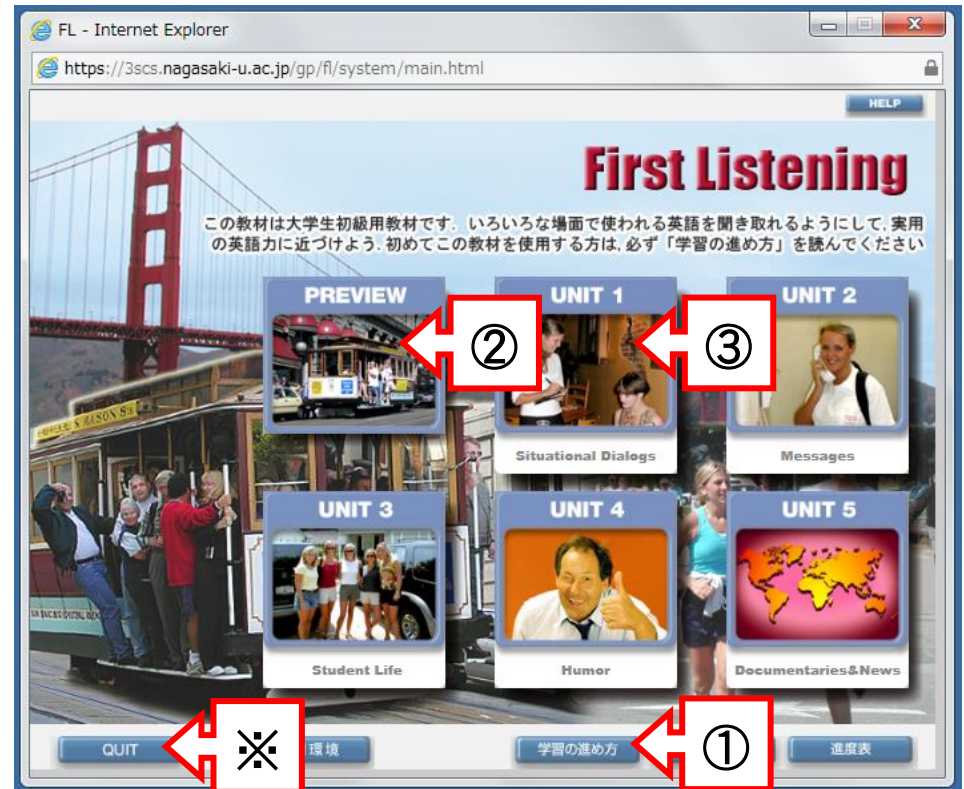 FL - Internet Explorer
https://3scs.nagasaki-u.ac.jp/gp/fl/system/main.html
HELP
First Listening
この教材は大学生初級用教材です．いろいろな場面で使われる英語を聞き取れるようにして, 実用
の英語力に近づけよう. 初めてこの教材を使用する方は, 必ず「学習の進め方」を読んでください
PREVIEW
UNIT 1
UNIT 2
②
③
Situational Dialogs
Messages
UNIT 3
UNIT 4
UNIT 5
Student Life
Humor
Documentaries&News
QUIT
※
環境
学習の進め方
①
進度表